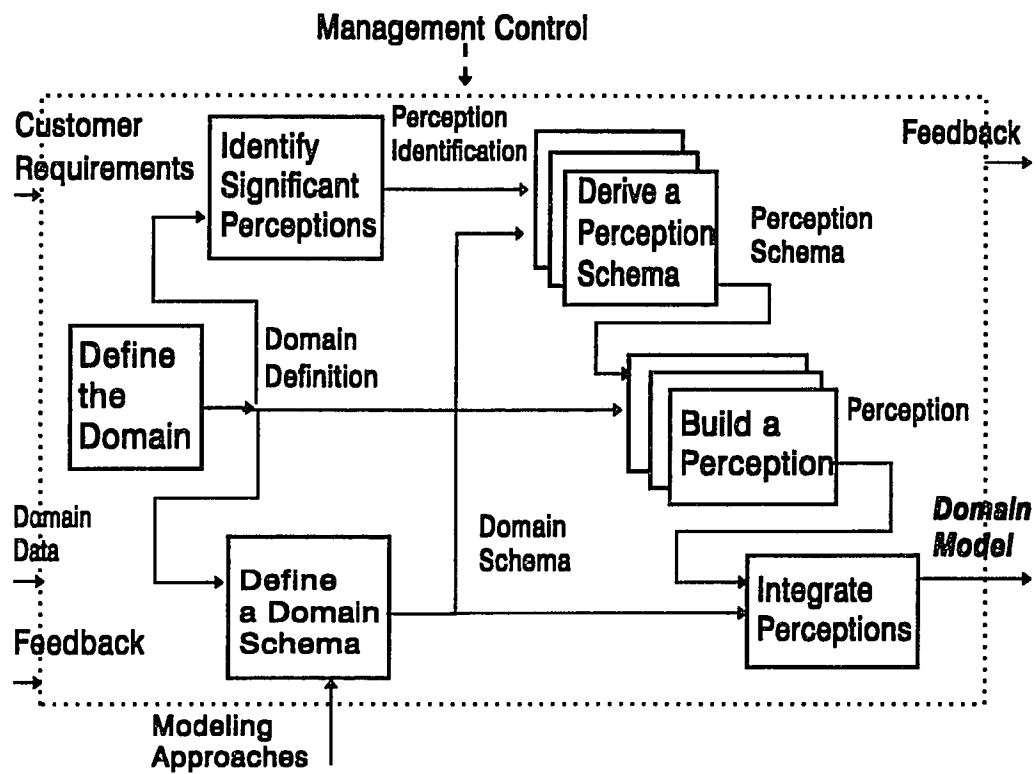 Management Control
Customer
Requirements
Identify
Significant
Perceptions
Perception
Identification
Derive a
Perception
Schema
Feedback
Perception
Schema
Define
the
Domain
Domain
Definition
Build a
Perception
Perception
Domain
Data
Define
a Domain
Schema
Domain
Schema
Integrate
Perceptions
Domain
Model
Feedback
Modeling
Approaches